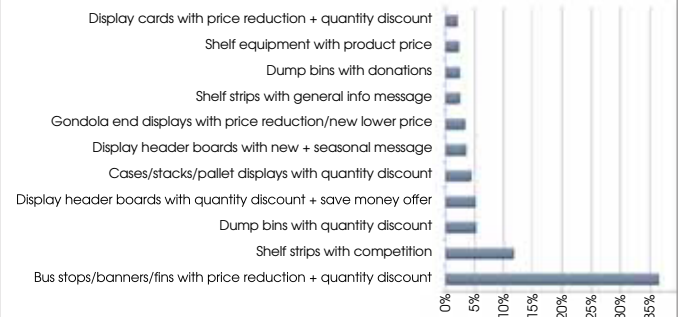 Display cards with price reduction + quantity discount
Shelf equipment with product price
Dump bins with donations
Shelf strips with general info message
Gondola end displays with price reduction/new lower price
Display header boards with new + seasonal message
Cases/stacks/pallet displays with quantity discount
Display header boards with quantity discount + save money offer
Dump bins with quantity discount
Shelf strips with competition
Bus stops/banners/fins with price reduction + quantity discount
0%
5%
10%
15%
20%
25%
30%
35%